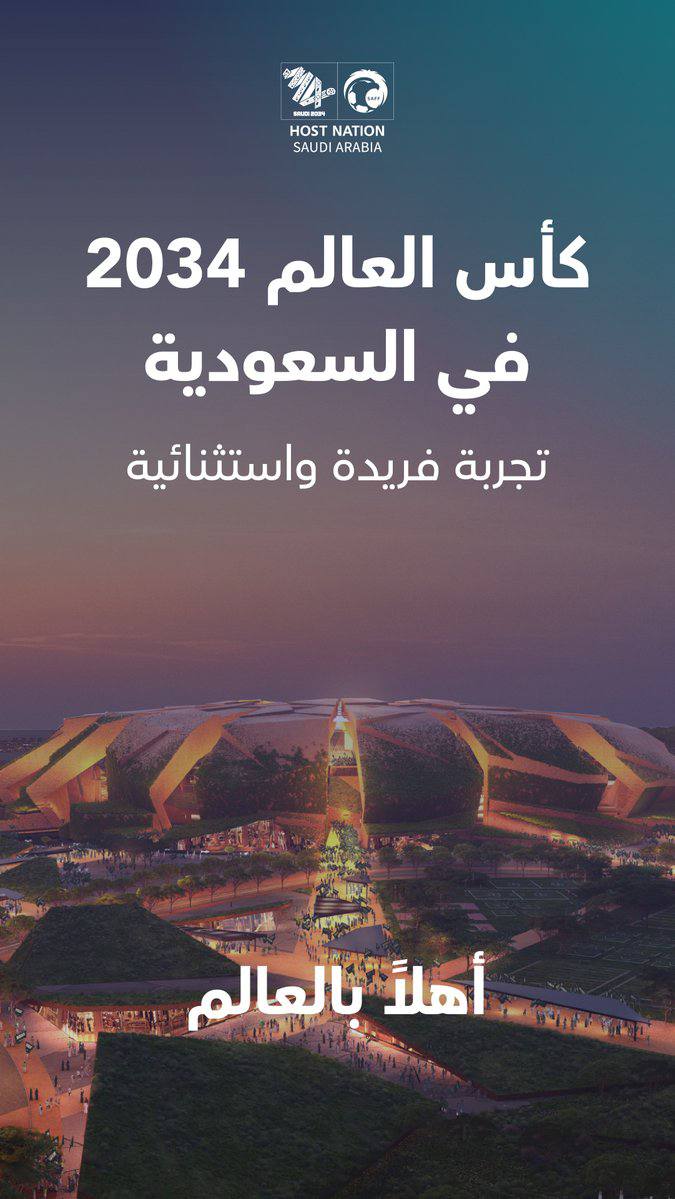 SAUDI 2034
SAFF
HOST NATION
SAUDI ARABIA
كأس العالم 2034
في السعودية
تجربة فريدة واستثنائية
أهلاً بالعالم